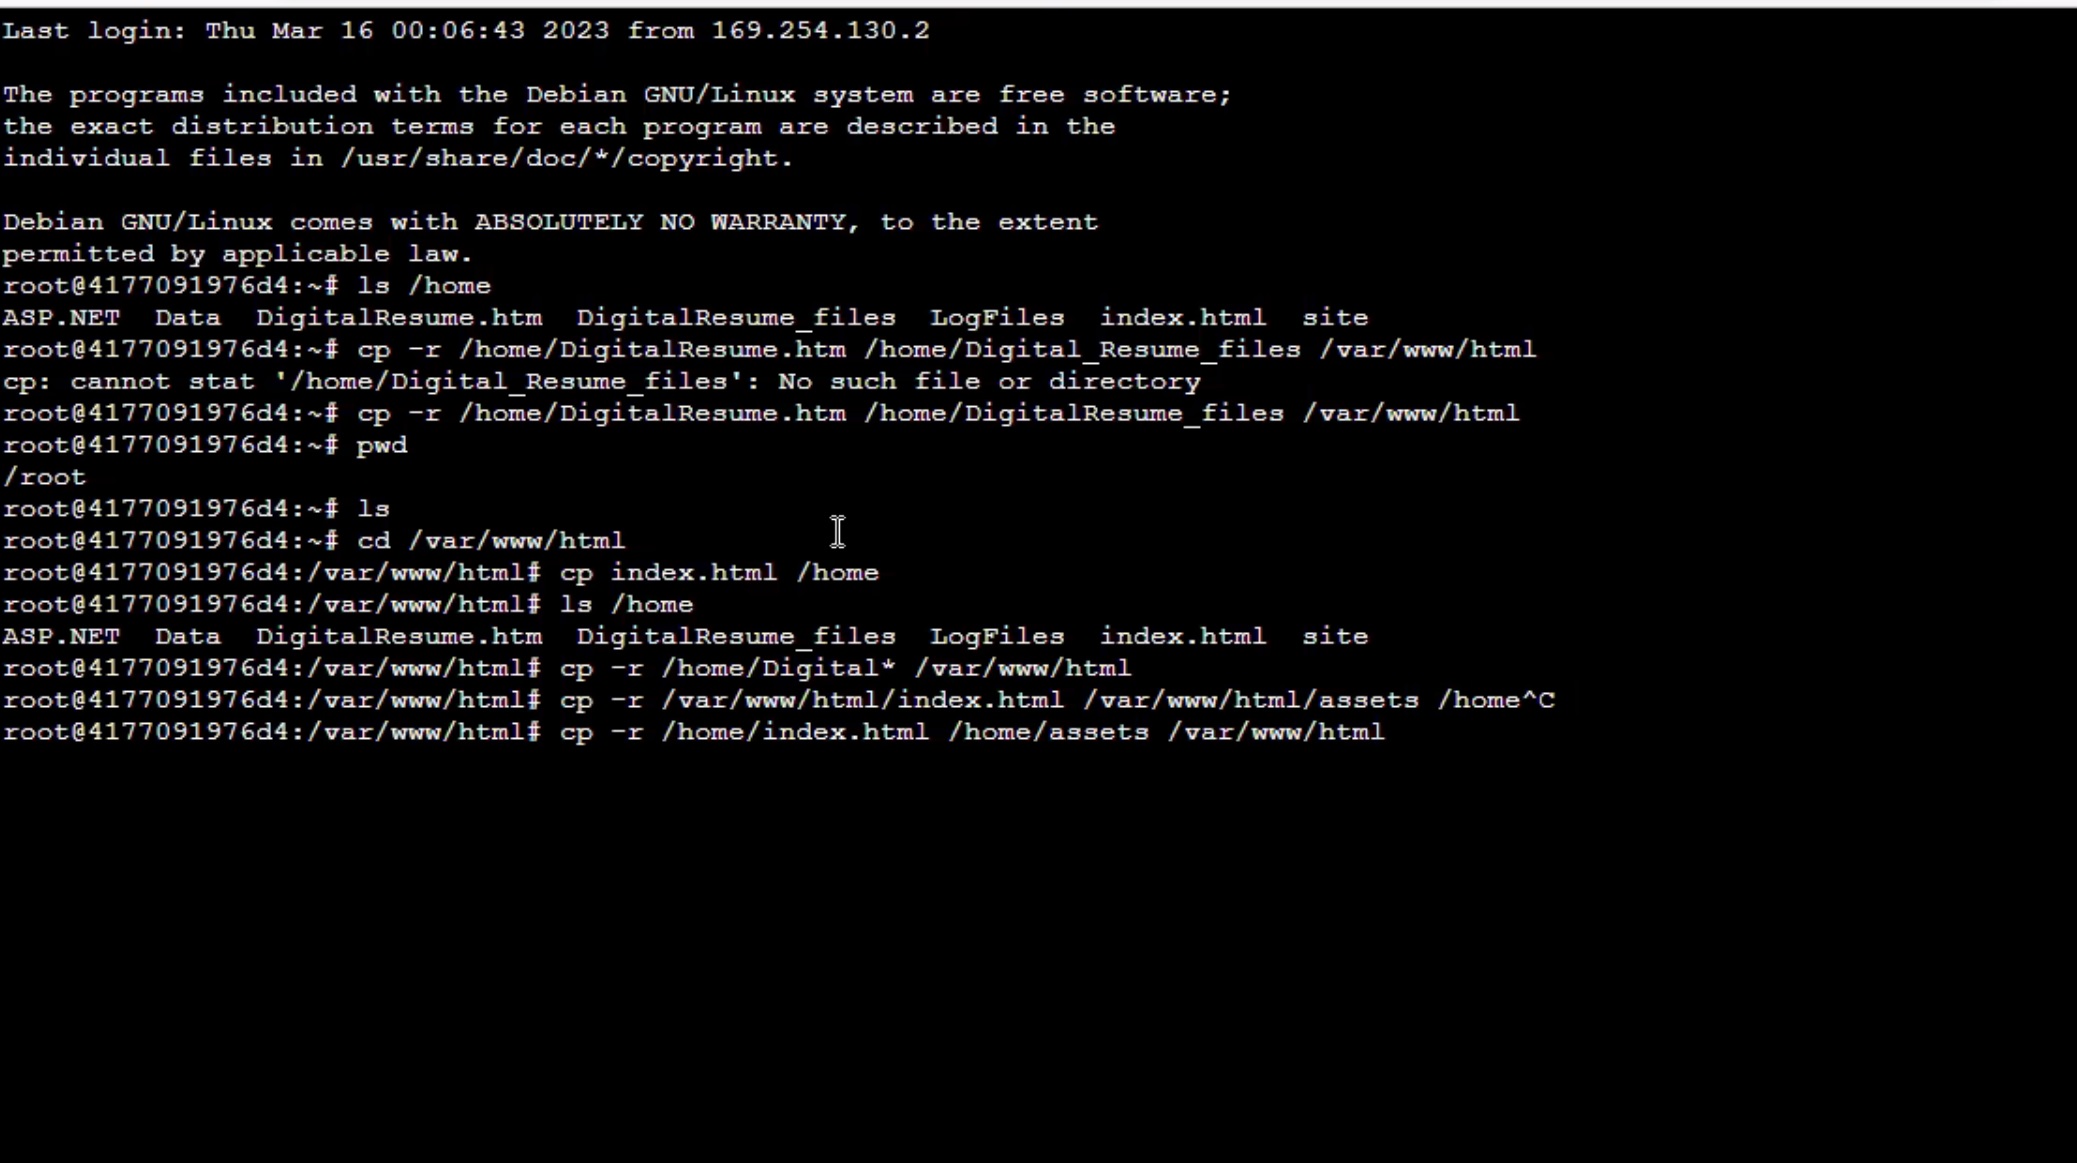 Last login: Thu Mar 16 00:06:43 2023 from 169.254.130.2
The programs included with the Debian GNU/Linux system are free software;
the exact distribution terms for each program are described in the
individual files in /usr/share/doc/*/copyright.
Debian GNU/Linux comes with ABSOLUTELY NO WARRANTY, to the extent
permitted by applicable law.
root@4177091976d4:~# ls /home
ASP.NET  Data  DigitalResume.htm  DigitalResume_files  LogFiles  index.html  site
root@4177091976d4:~# cp -r /home/DigitalResume.htm /home/Digital_Resume_files /var/www/html
cp: cannot stat '/home/Digital_Resume_files': No such file or directory
root@4177091976d4:~# cp -r /home/DigitalResume.htm /home/DigitalResume_files /var/www/html
root@4177091976d4:~# pwd
/root
root@4177091976d4:~# ls
root@4177091976d4:~# cd /var/www/html
root@4177091976d4:/var/www/html# cp index.html /home
root@4177091976d4:/var/www/html# ls /home
ASP.NET  Data  DigitalResume.htm  DigitalResume_files  LogFiles  index.html  site
root@4177091976d4:/var/www/html# cp -r /home/Digital* /var/www/html
root@4177091976d4:/var/www/html# cp -r /var/www/html/index.html /var/www/html/assets /home^C
root@4177091976d4:/var/www/html# cp -r /home/index.html /home/assets /var/www/html